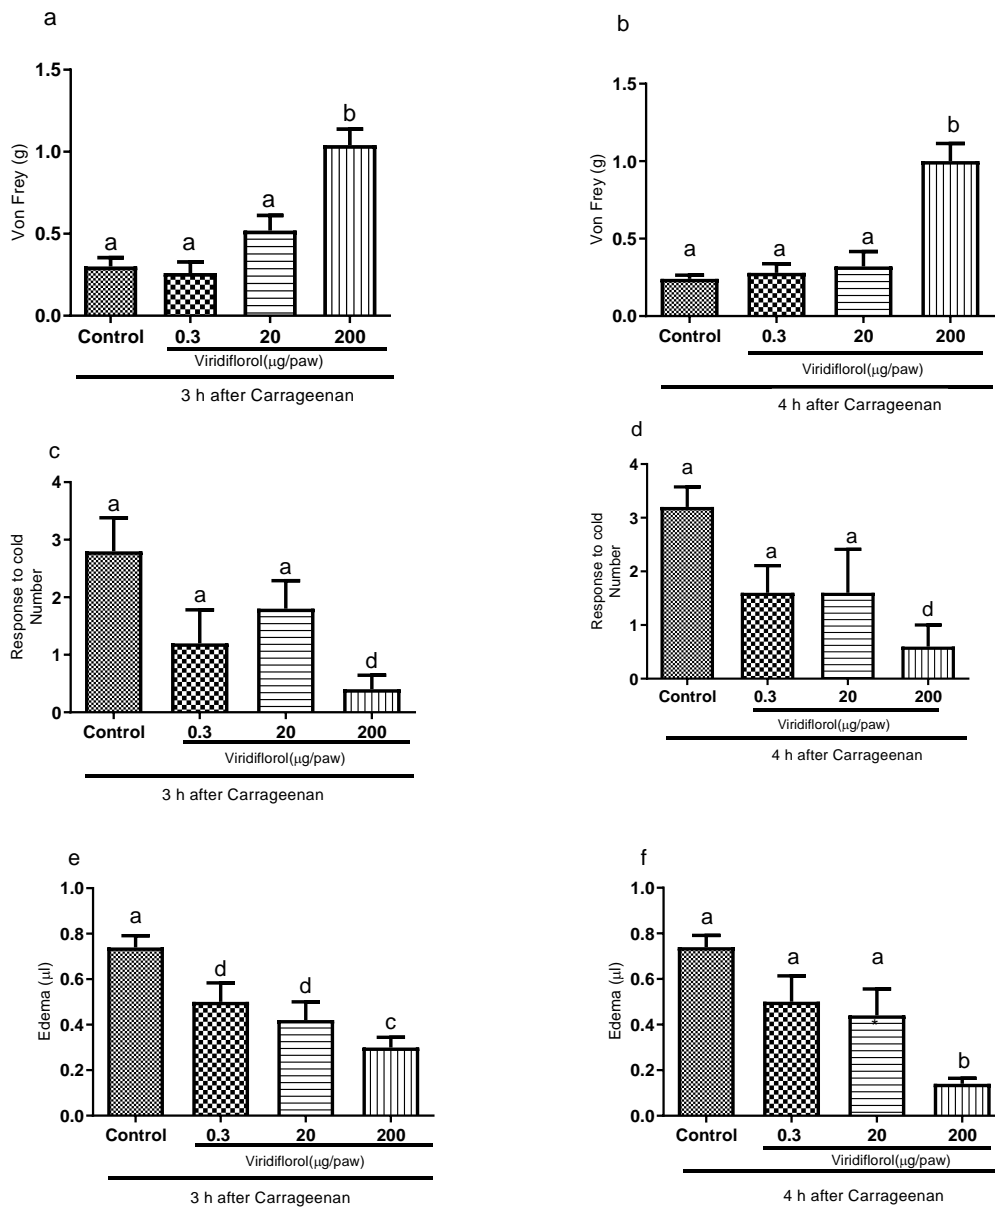 a
1.5
b
1.0
Von Frey (g)
a
0.5
a
a
0.0
Control
0.3
20
200
Viridiflorol(μg/paw)
3 h after Carrageenan
b
1.5
b
1.0
Von Frey (g)
0.5
a
a
a
0.0
Control
0.3
20
200
Viridiflorol(μg/paw)
4 h after Carrageenan
c
4
a
3
Response to cold
Number
a
2
a
1
d
0
Control
0.3
20
200
Viridiflorol(μg/paw)
3 h after Carrageenan
d
4
a
3
Response to cold
Number
a
a
2
d
1
0
Control
0.3
20
200
Viridiflorol(μg/paw)
4 h after Carrageenan
e
1.0
a
0.8
Edema (μl)
d
d
0.6
c
0.4
0.2
0.0
Control
0.3
20
200
Viridiflorol(μg/paw)
3 h after Carrageenan
f
1.0
a
0.8
Edema (μl)
a
a
0.6
0.4
*
b
0.2
0.0
Control
0.3
20
200
Viridiflorol(μg/paw)
4 h after Carrageenan